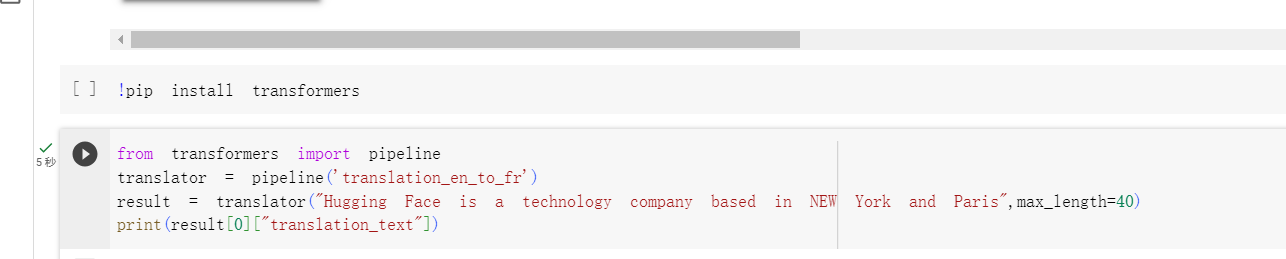 [ ] !pip install transformers
5 秒
from transformers import pipeline
translator = pipeline('translation_en_to_fr')
result = translator("Hugging Face is a technology company based in NEW York and Paris",max_length=40)
print(result[0]["translation_text"])